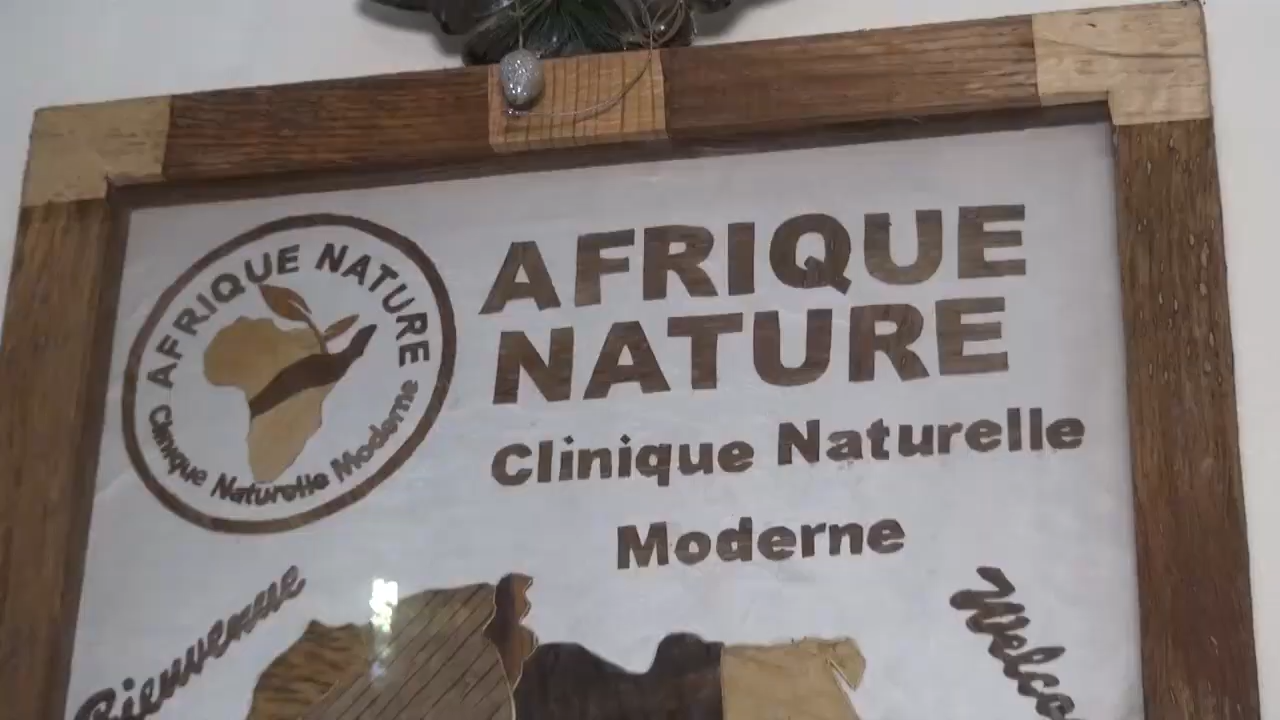 AFRIQUE NATURE
Clinique Naturelle Moderne
AFRIQUE
NATURE
Clinique Naturelle
Moderne
Bienvenue